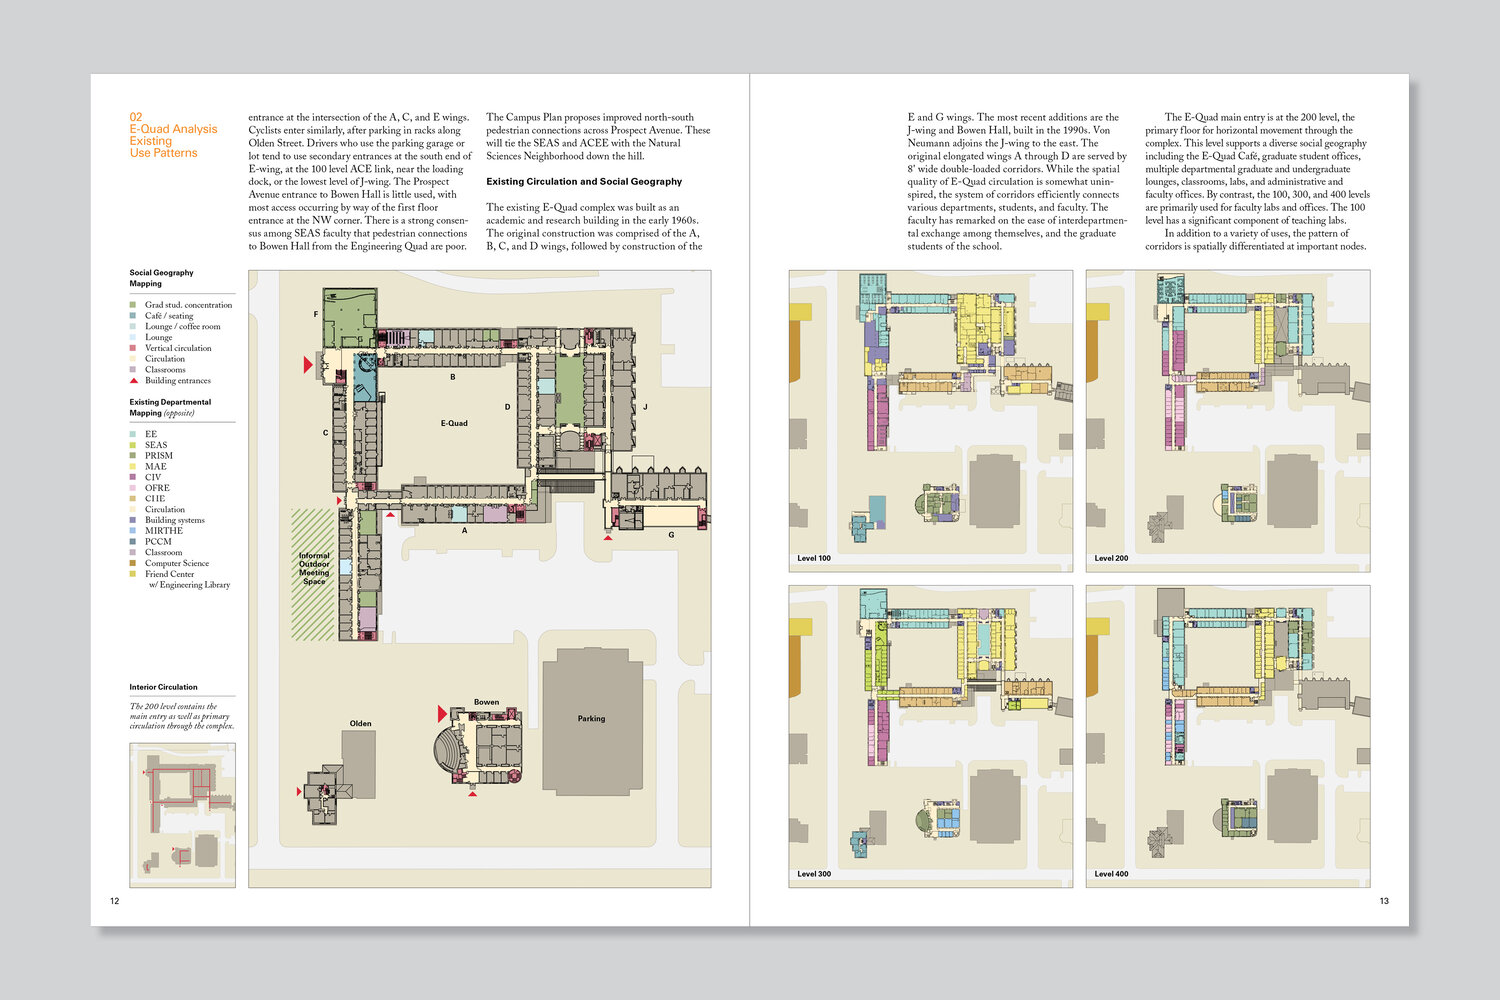 02
E-Quad Analysis
Existing
Use Patterns
entrance at the intersection of the A, C, and E wings.
Cyclists enter similarly, after parking in racks along
Olden Street. Drivers who use the parking garage or
lot tend to use secondary entrances at the south end of
E-wing, at the 100 level ACE link, near the loading
dock, or the lowest level of J-wing. The Prospect
Avenue entrance to Bowen Hall is little used, with
most access occurring by way of the first floor
entrance at the NW corner. There is a strong consen-
sus among SEAS faculty that pedestrian connections
to Bowen Hall from the Engineering Quad are poor.
The Campus Plan proposes improved north-south
pedestrian connections across Prospect Avenue. These
will tie the SEAS and ACEE with the Natural
Sciences Neighborhood down the hill.
Existing Circulation and Social Geography
The existing E-Quad complex was built as an
academic and research building in the early 1960s.
The original construction was comprised of the A,
B, C, and D wings, followed by construction of the
E and G wings. The most recent additions are the
J-wing and Bowen Hall, built in the 1990s. Von
Neumann adjoins the J-wing to the east. The
original elongated wings A through D are served by
8' wide double-loaded corridors. While the spatial
quality of E-Quad circulation is somewhat unin-
spired, the system of corridors efficiently connects
various departments, students, and faculty. The
faculty has remarked on the ease of interdepartmen-
tal exchange among themselves, and the graduate
students of the school.
The E-Quad main entry is at the 200 level, the
primary floor for horizontal movement through the
complex. This level supports a diverse social geography
including the E-Quad Café, graduate student offices,
multiple departmental graduate and undergraduate
lounges, classrooms, labs, and administrative and
faculty offices. By contrast, the 100, 300, and 400 levels
are primarily used for faculty labs and offices. The 100
level has a significant component of teaching labs.
In addition to a variety of uses, the pattern of
corridors is spatially differentiated at important nodes.
Social Geography
Mapping
Grad stud. concentration
Café / seating
Lounge / coffee room
Lounge
Vertical circulation
Circulation
Classrooms
Building entrances
Existing Departmental
Mapping (opposite)
EE
SEAS
PRISM
MAE
CIV
OFRE
CHE
Circulation
Building systems
MIRTHE
PCCM
Classroom
Computer Science
Friend Center
w/ Engineering Library
Interior Circulation
The 200 level contains the
main entry as well as primary
circulation through the complex.
F
B
D
J
C
E-Quad
A
G
Informal
Outdoor
Meeting
Space
Olden
Bowen
Parking
Level 100
Level 200
Level 300
Level 400
12
13